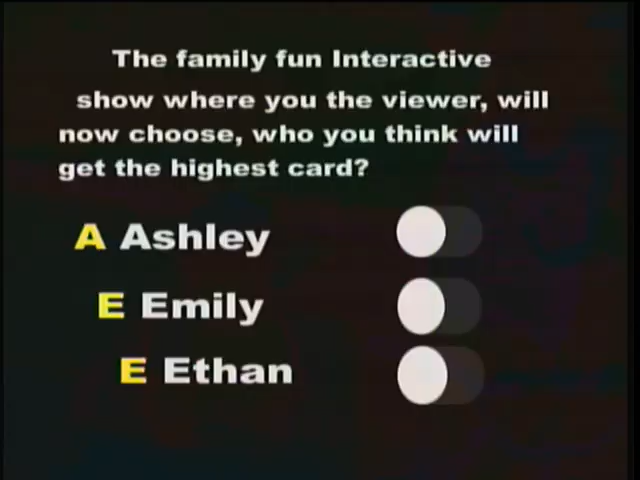 The family fun Interactive
show where you the viewer, will
now choose, who you think will
get the highest card?
A Ashley
E Emily
E Ethan